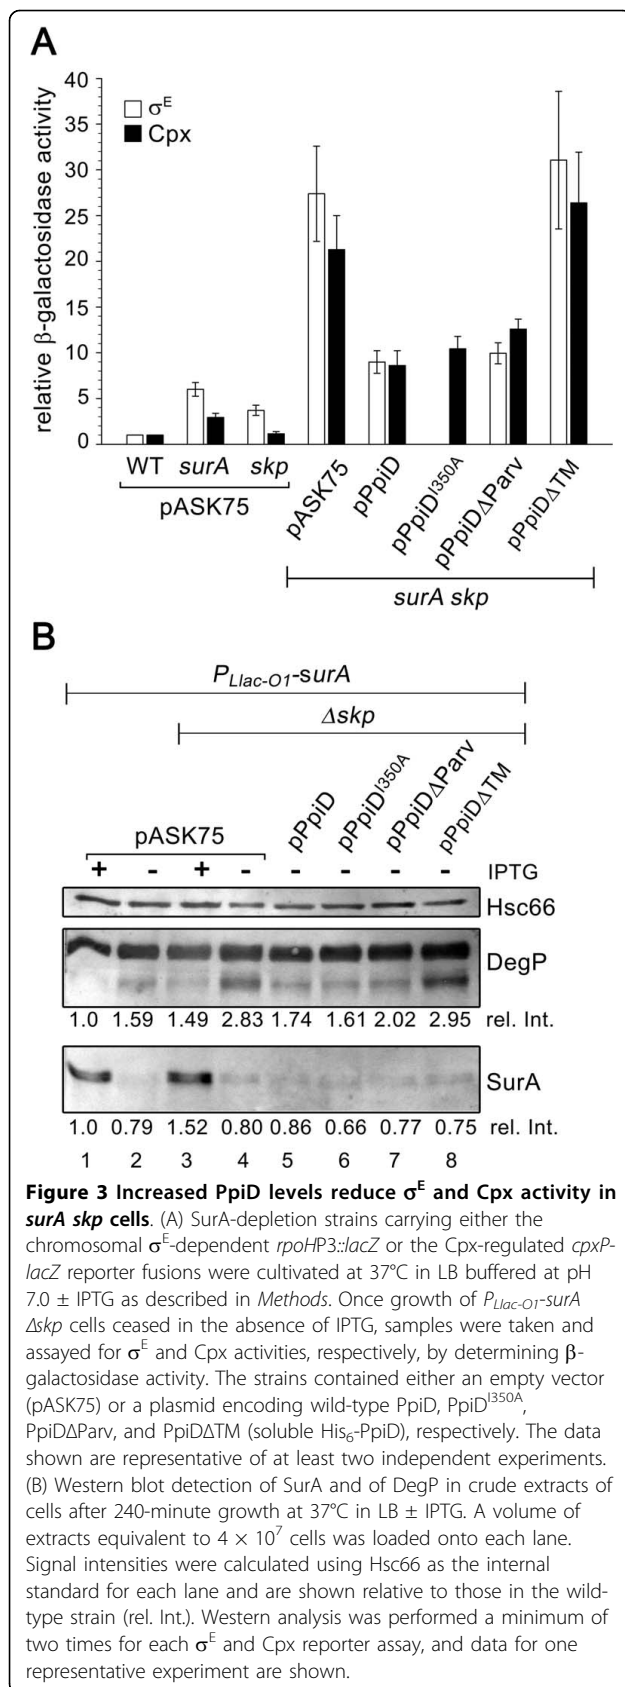 A
40
35
30
25
20
15
10
5
0
relative β-galactosidase activity
σE
Cpx
WT surA skp
pASK75
pASK75
pPpiD
pPpiDI350A
pPpiDΔParv
pPpiDΔTM
surA skp
B
PLlac-O1-surA
Δskp
pASK75
pPpiD
pPpiDI350A
pPpiDΔParv
pPpiDΔTM
+ - + - - - - - IPTG
Hsc66
DegP
1.0 1.59 1.49 2.83 1.74 1.61 2.02 2.95 rel. Int.
SurA
1.0 0.79 1.52 0.80 0.86 0.66 0.77 0.75 rel. Int.
1 2 3 4 5 6 7 8
Figure 3 Increased PpiD levels reduce σE and Cpx activity in
surA skp cells. (A) SurA-depletion strains carrying either the
chromosomal σE-dependent rpoHP3::lacZ or the Cpx-regulated cpxP-
lacZ reporter fusions were cultivated at 37°C in LB buffered at pH
7.0 ± IPTG as described in Methods. Once growth of PLlac-O1-surA
Δskp cells ceased in the absence of IPTG, samples were taken and
assayed for σE and Cpx activities, respectively, by determining β-
galactosidase activity. The strains contained either an empty vector
(pASK75) or a plasmid encoding wild-type PpiD, PpiDI350A,
PpiDΔParv, and PpiDΔTM (soluble His6-PpiD), respectively. The data
shown are representative of at least two independent experiments.
(B) Western blot detection of SurA and of DegP in crude extracts of
cells after 240-minute growth at 37°C in LB ± IPTG. A volume of
extracts equivalent to 4 × 107 cells was loaded onto each lane.
Signal intensities were calculated using Hsc66 as the internal
standard for each lane and are shown relative to those in the wild-
type strain (rel. Int.). Western analysis was performed a minimum of
two times for each σE and Cpx reporter assay, and data for one
representative experiment are shown.